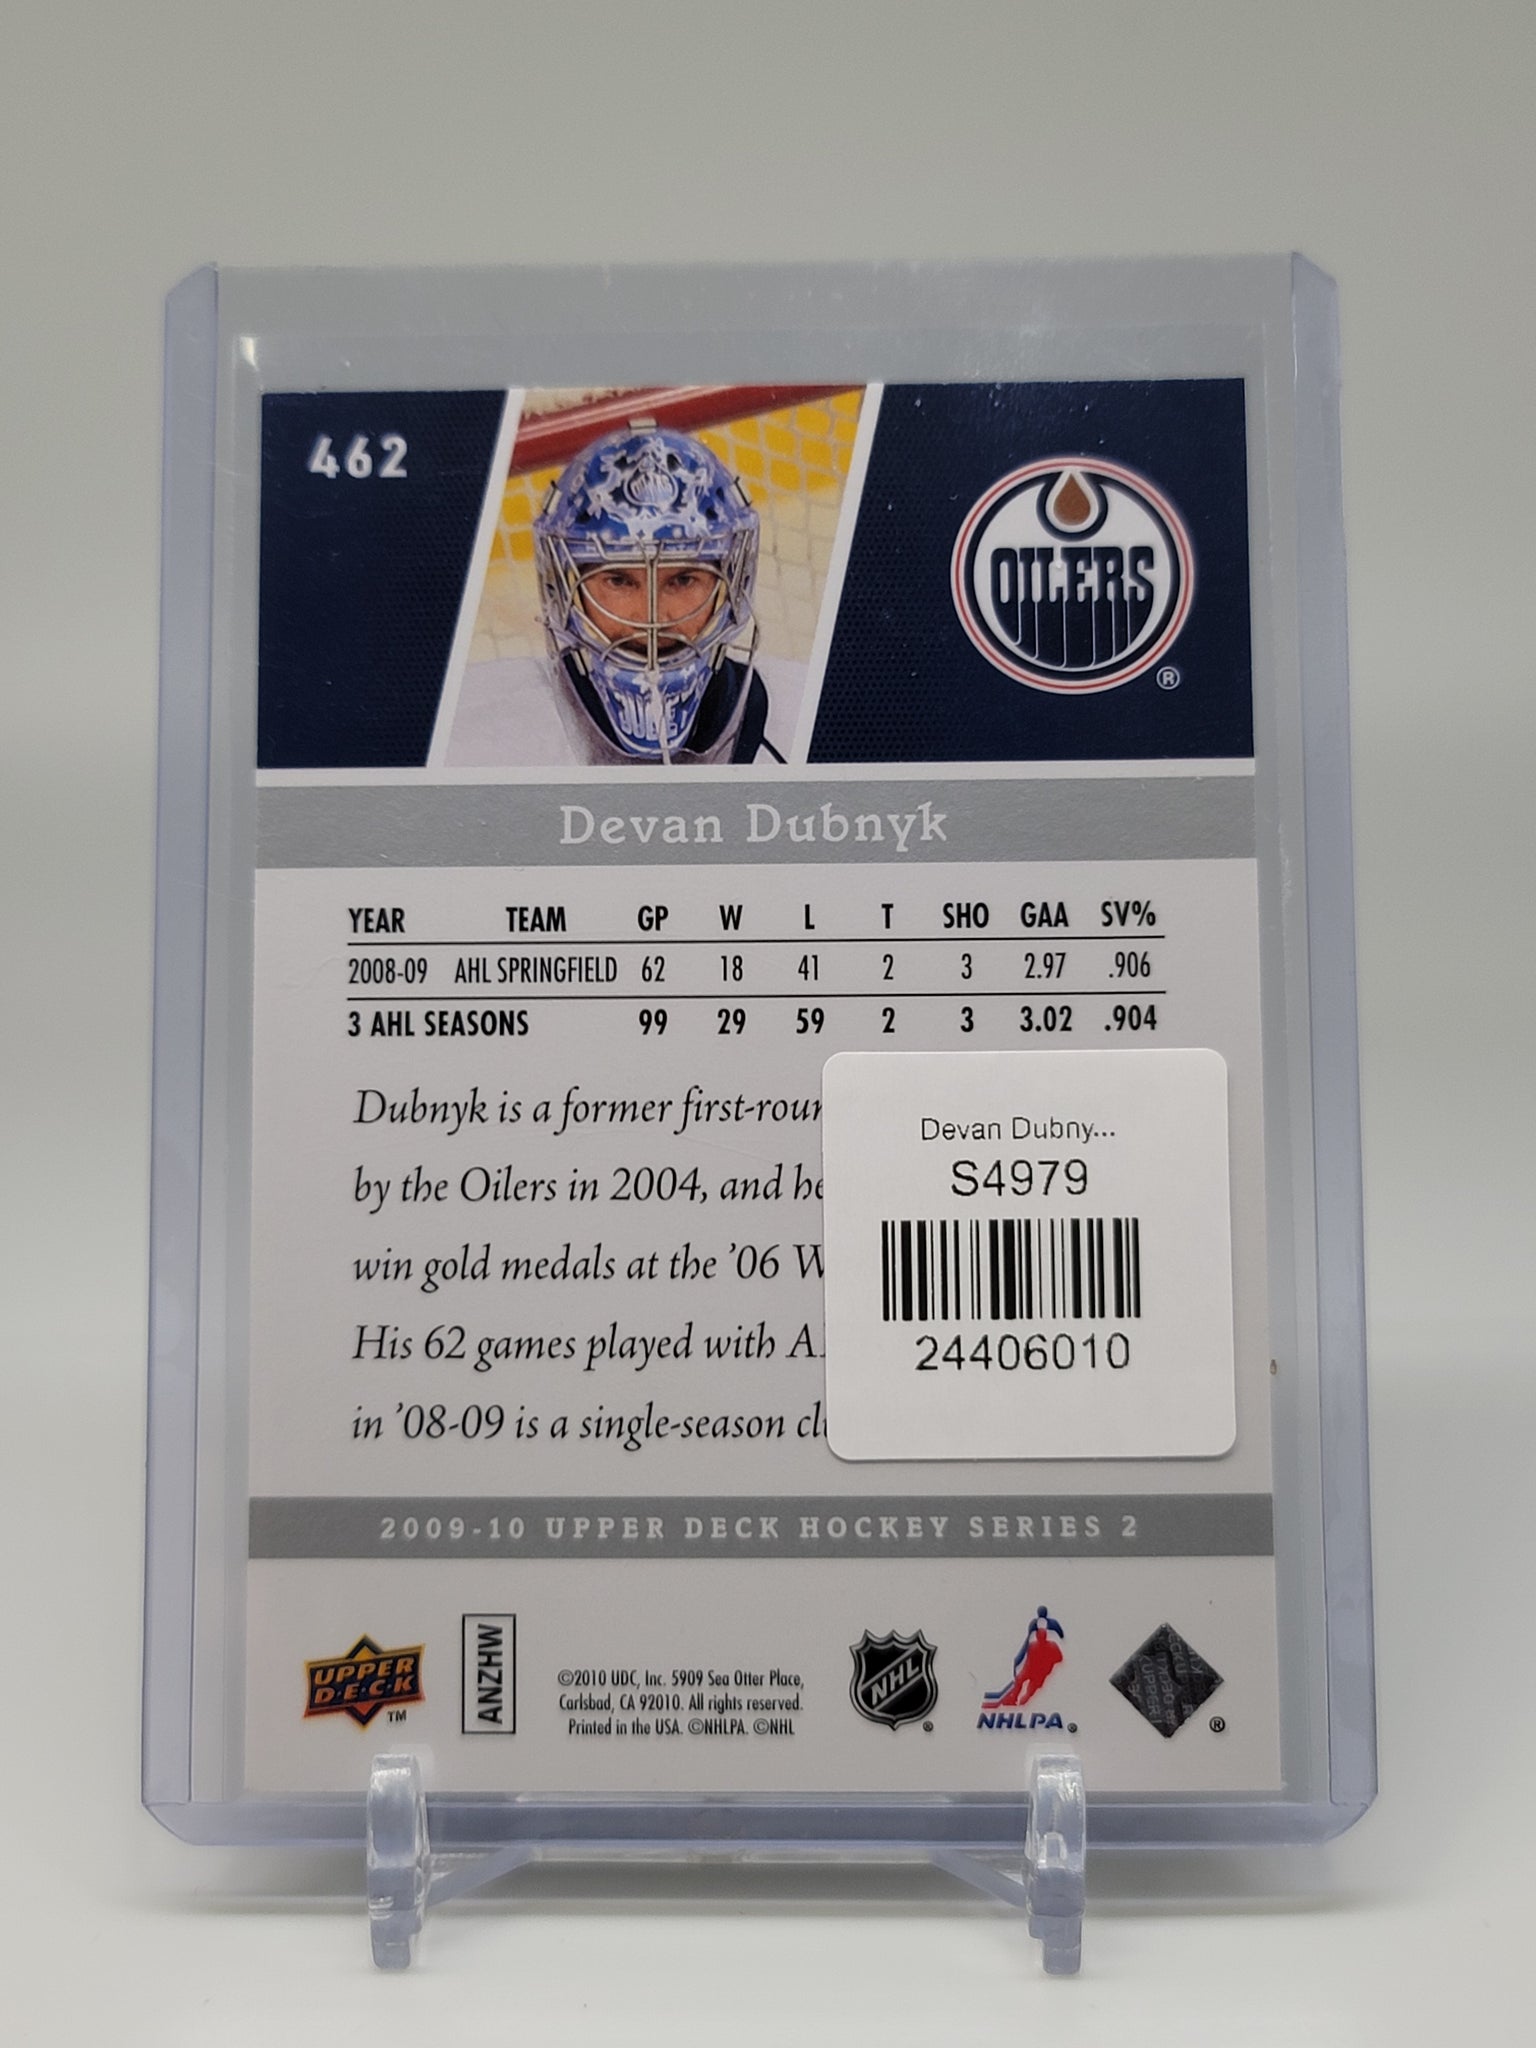 462
OILERS
®
Devan Dubnyk
YEAR TEAM GP W L T SHO GAA SV%
2008-09 AHL SPRINGFIELD 62 18 41 2 3 2.97 .906
3 AHL SEASONS 99 29 59 2 3 3.02 .904
Dubnyk is a former
by the Oilers in 2004, and
win gold medals at the '06
His 62 games played with
in '08-09 is a single-season
Devan Dubny...
S4979
24406010
2009-10 UPPER DECK HOCKEY SERIES 2
UPPER DECK TM
ANZHW
©2010 UDC, Inc. 5909 Sea Otter Place,
Carlsbad, CA 92010. All rights reserved.
Printed in the USA. ©NHLPA. ©NHL
NHL ®
NHLPA ®
®